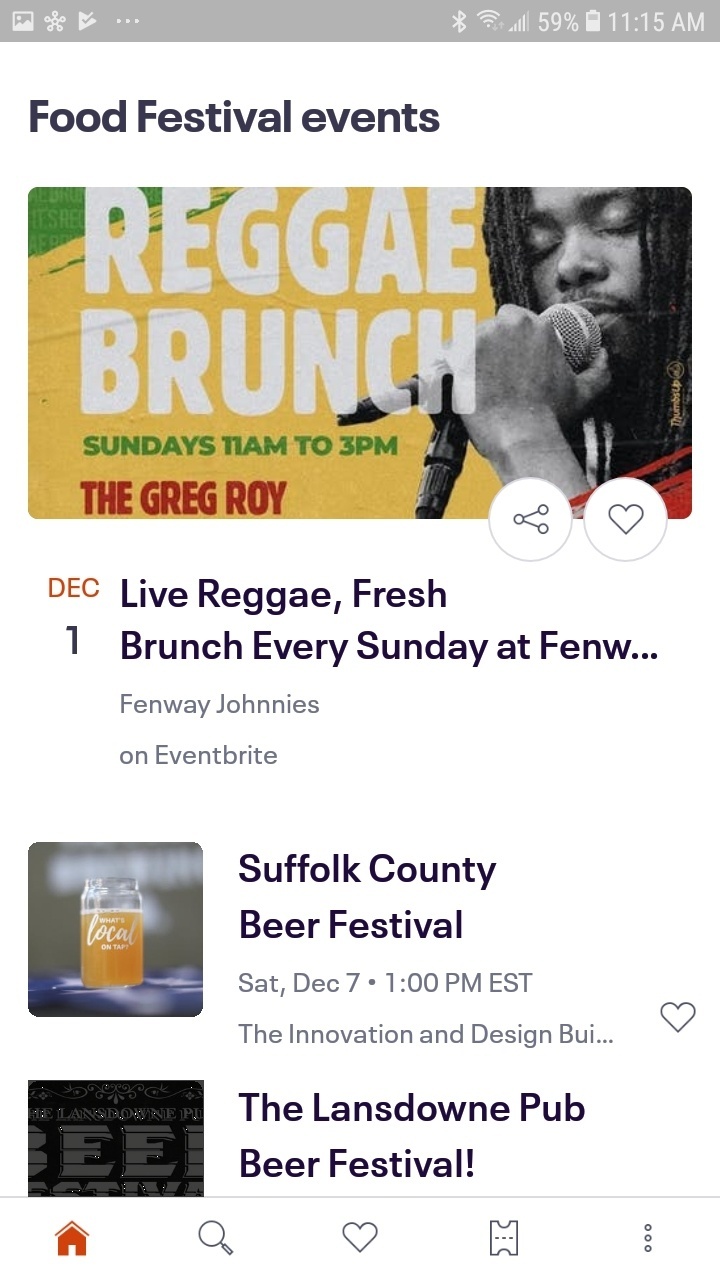 59% 11:15 AM
Food Festival events
REGGAE
BRUNCH
SUNDAYS 11AM TO 3PM
THE GREG ROY
ThumbsUp
DEC
1
Live Reggae, Fresh
Brunch Every Sunday at Fenw...
Fenway Johnnies
on Eventbrite
WHAT'S
local
ON TAP?
Suffolk County
Beer Festival
Sat, Dec 7 • 1:00 PM EST
The Innovation and Design Bui...
THE LANSDOWNE PU
BEE
The Lansdowne Pub
Beer Festival!